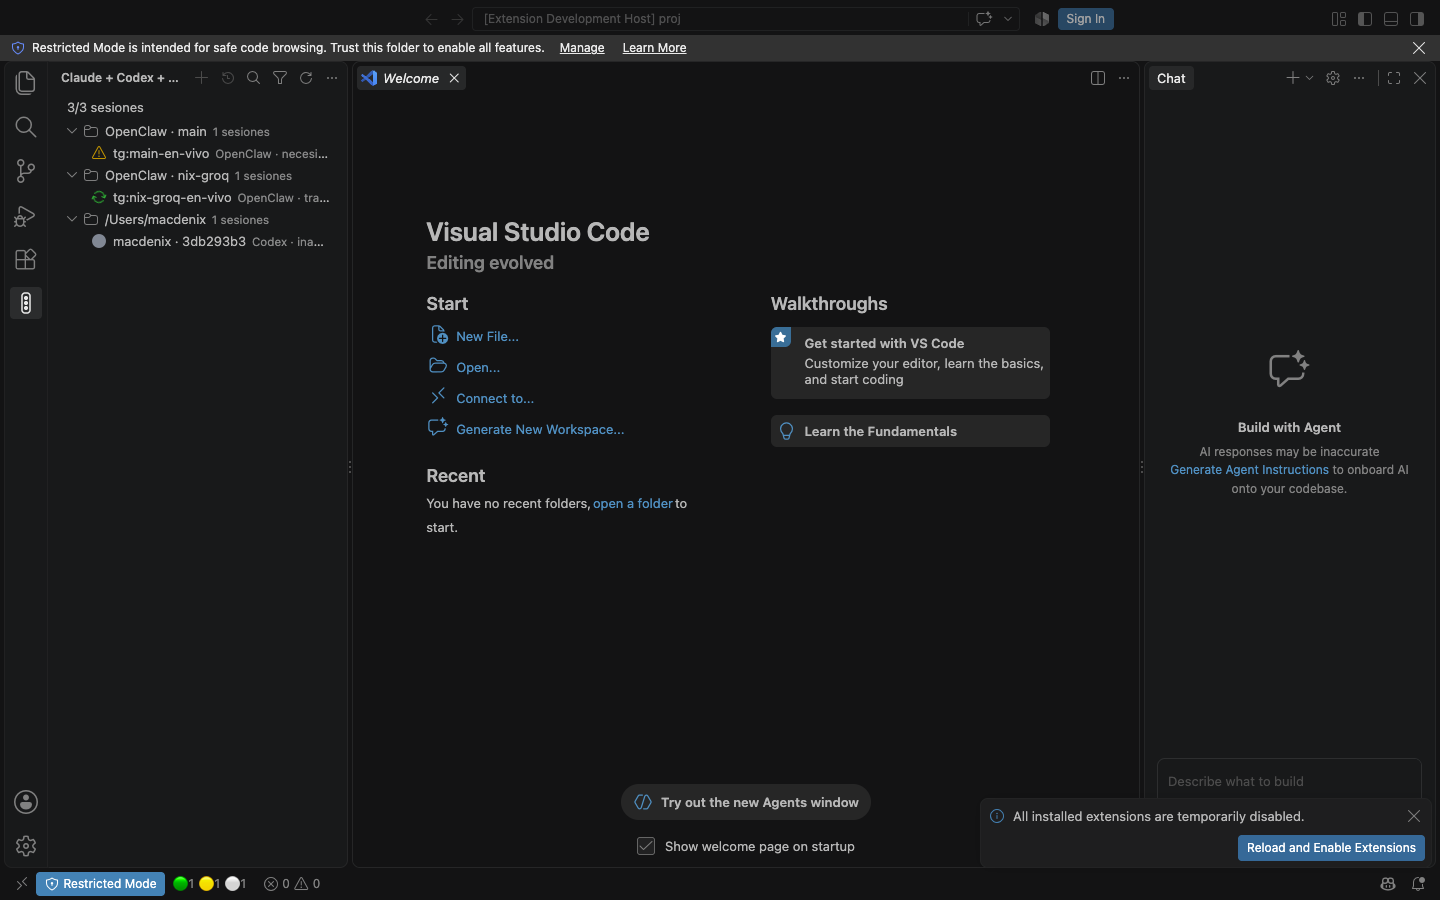 [Extension Development Host] proj
Sign In
Restricted Mode is intended for safe code browsing. Trust this folder to enable all features. Manage Learn More
Claude + Codex + ...
3/3 sesiones
OpenClaw · main 1 sesiones
tg:main-en-vivo OpenClaw · necesi...
OpenClaw · nix-groq 1 sesiones
tg:nix-groq-en-vivo OpenClaw · tra...
/Users/macdenix 1 sesiones
macdenix · 3db293b3 Codex · ina...
Welcome
Visual Studio Code
Editing evolved
Start
New File...
Open...
Connect to...
Generate New Workspace...
Recent
You have no recent folders, open a folder to
start.
Walkthroughs
Get started with VS Code
Customize your editor, learn the basics,
and start coding
Learn the Fundamentals
Try out the new Agents window
Show welcome page on startup
Chat
Build with Agent
AI responses may be inaccurate
Generate Agent Instructions to onboard AI
onto your codebase.
Describe what to build
All installed extensions are temporarily disabled.
Reload and Enable Extensions
Restricted Mode 1 1 1 0 0